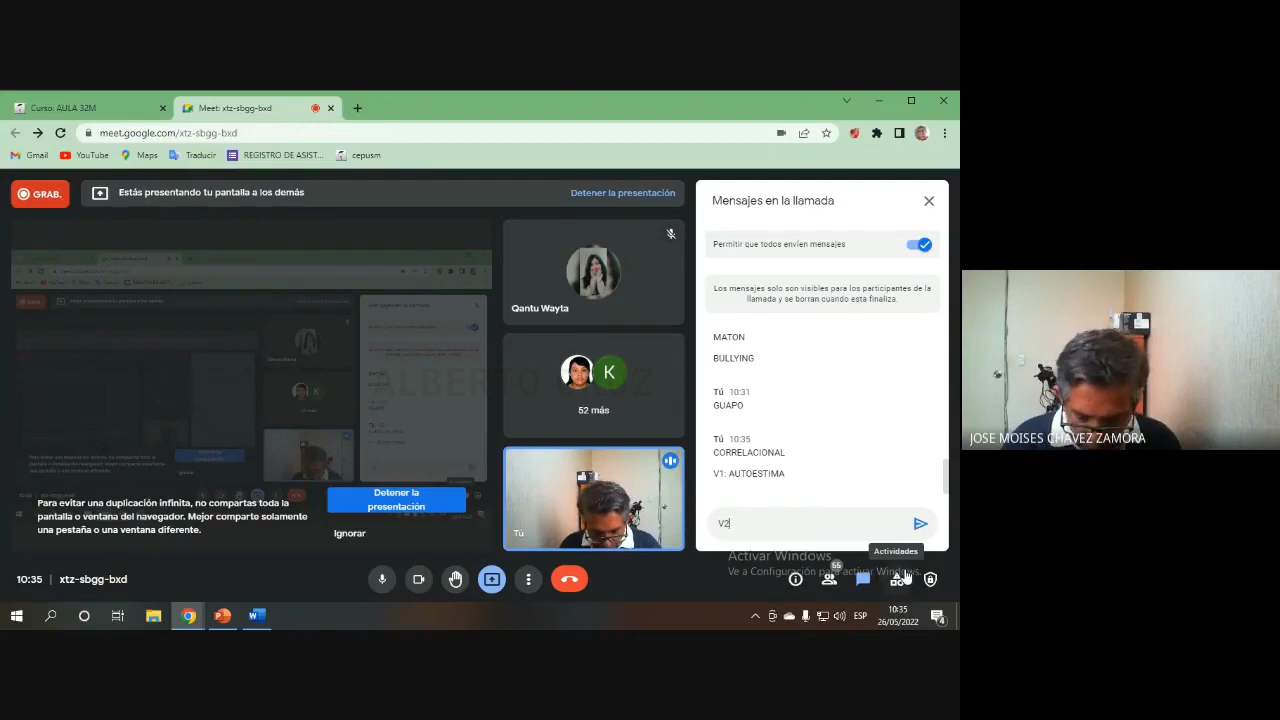 Curso: AULA 32M
Meet: xtz-sbgg-bxd
meet.google.com/xtz-sbgg-bxd
Gmail
YouTube
Maps
Traducir
REGISTRO DE ASIST...
cepusm
GRAB.
Estás presentando tu pantalla a los demás
Detener la presentación
Mensajes en la llamada
Permitir que todos envíen mensajes
Los mensajes solo son visibles para los participantes de la
llamada y se borran cuando esta finaliza.
MATON
BULLYING
Tú 10:31
GUAPO
Tú 10:35
CORRELACIONAL
V1: AUTOESTIMA
V2
Qantu Wayta
K
52 más
Tú
Para evitar una duplicación infinita, no compartas toda la
pantalla o ventana del navegador. Mejor comparte solamente
una pestaña o una ventana diferente.
Detener la
presentación
Ignorar
Actividades
Activar Windows
Ve a Configuración para activar Windows.
10:35
xtz-sbgg-bxd
55
ESP
10:35
26/05/2022
4
JOSE MOISES CHAVEZ ZAMORA